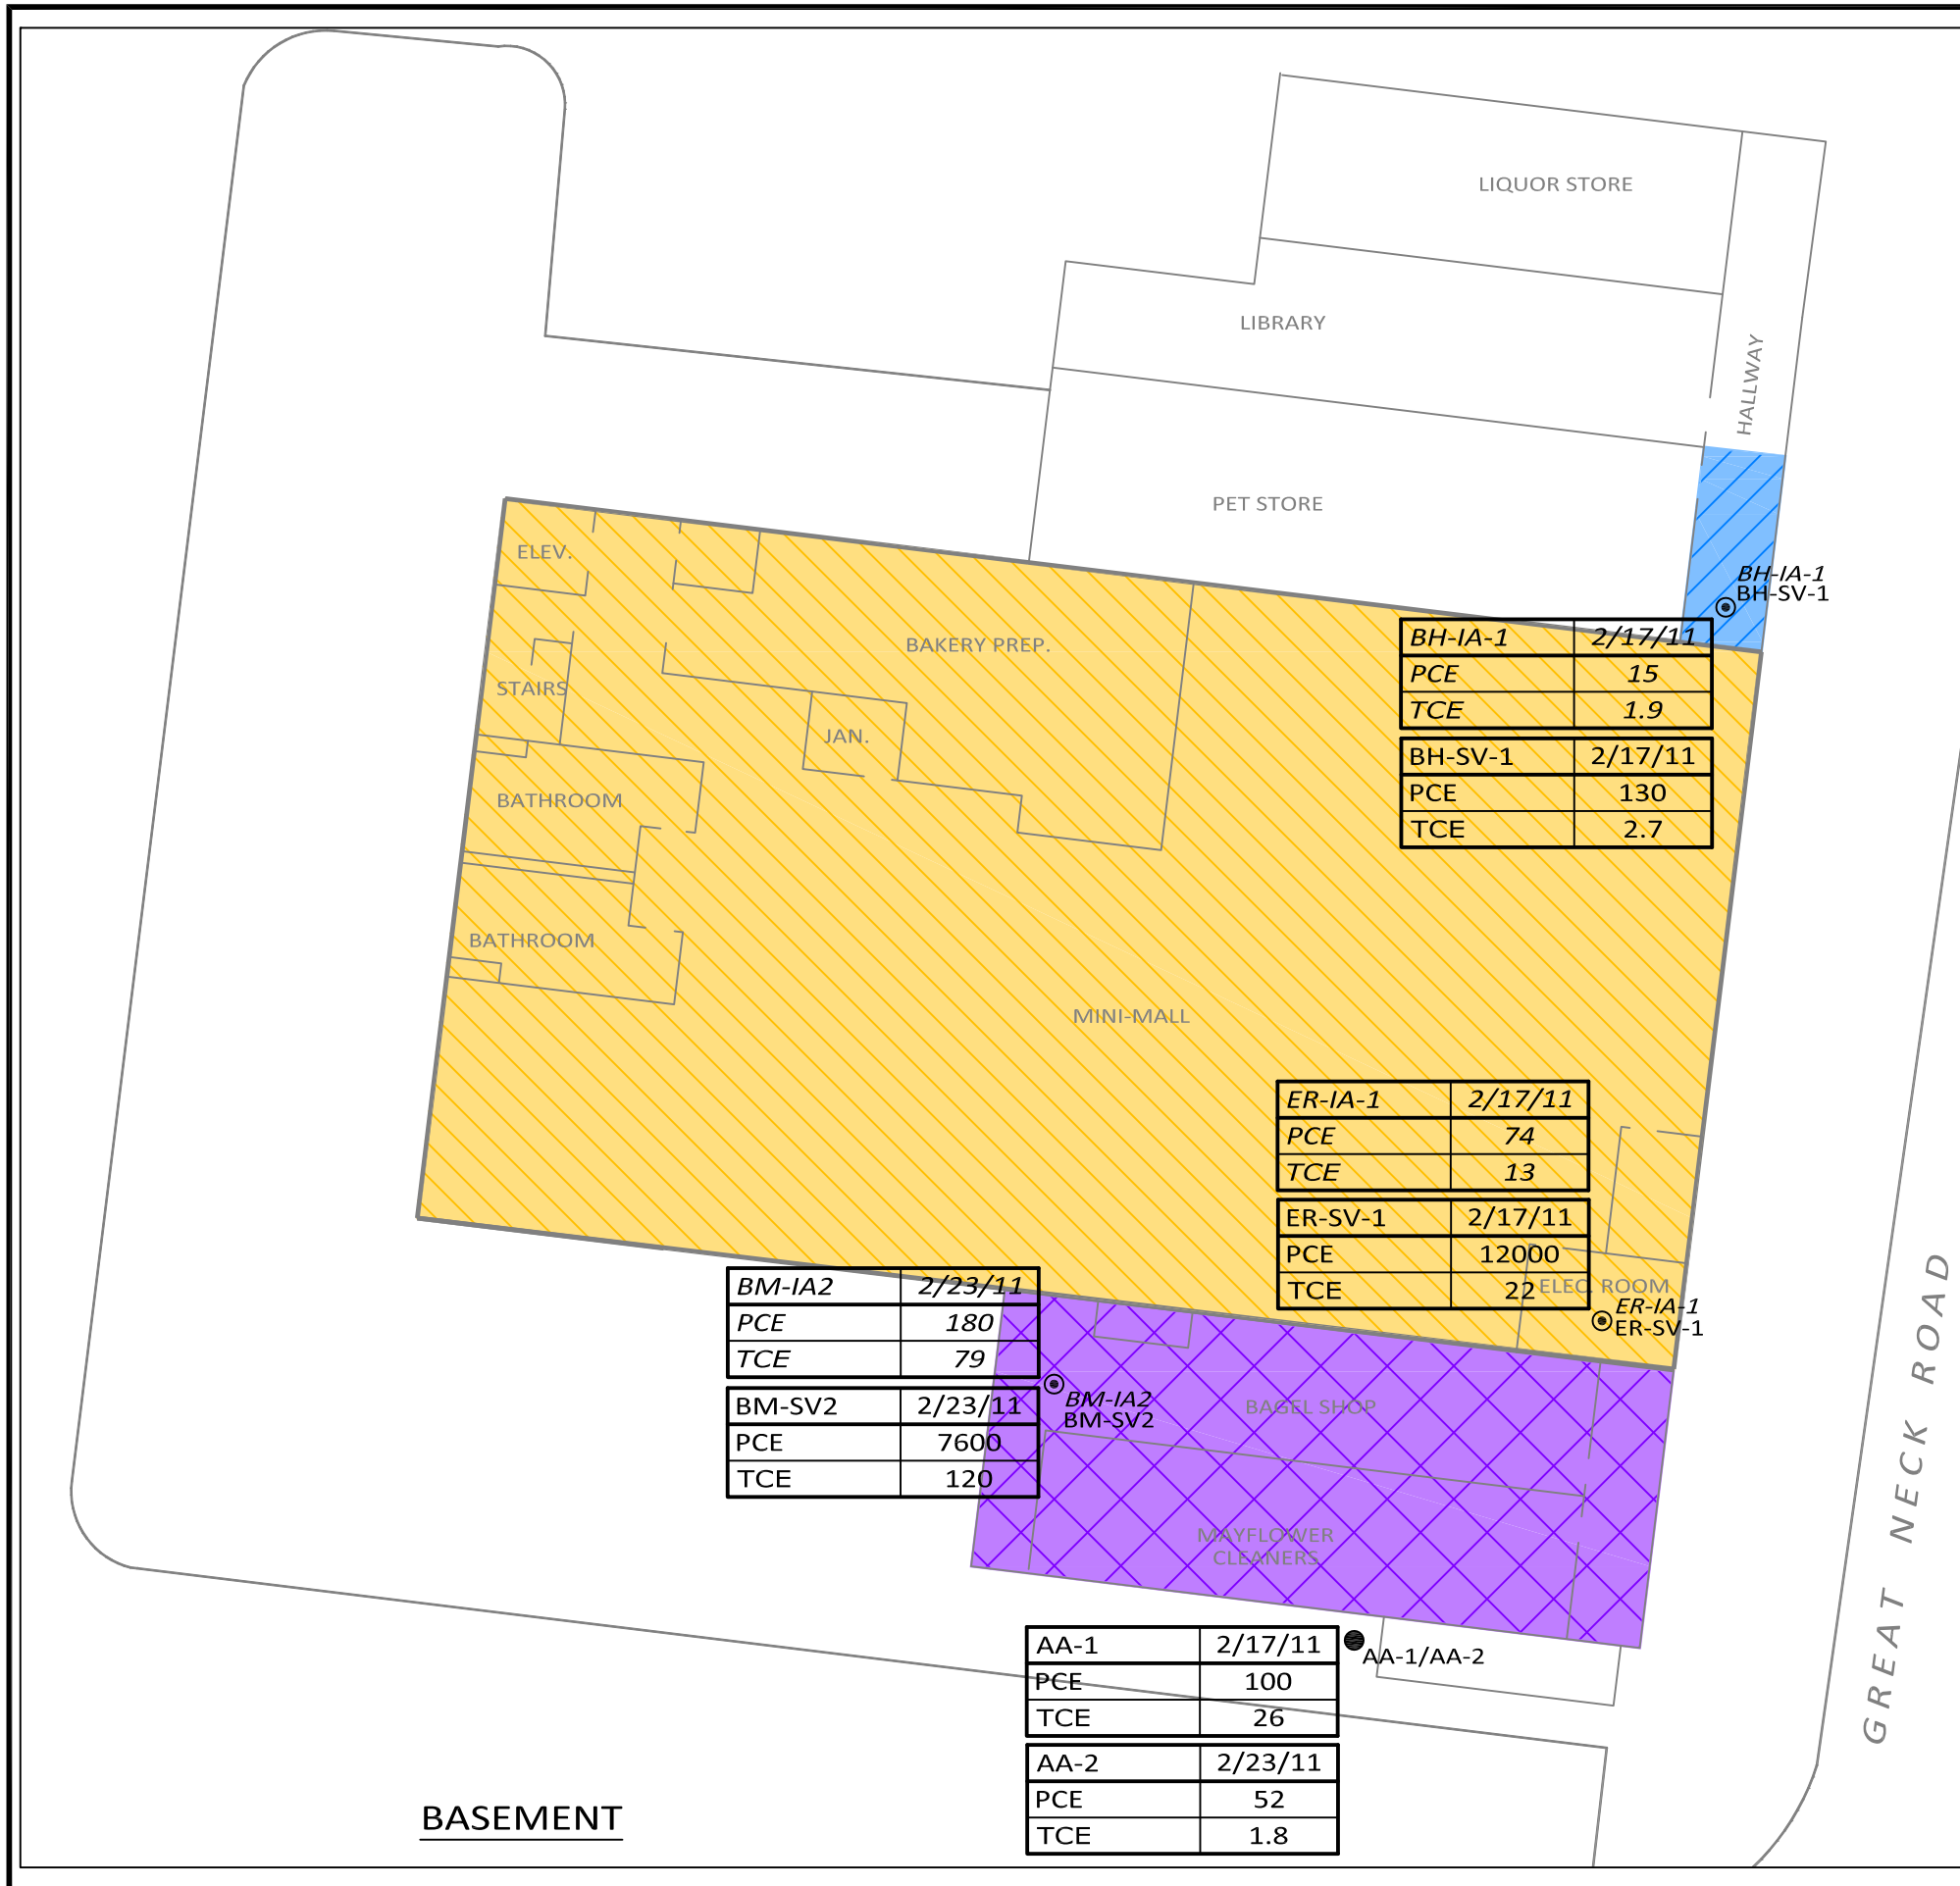 LIQUOR STORE
LIBRARY
HALLWAY
PET STORE
ELEV.
BH-IA-1
BH-SV-1
BAKERY PREP.
BH-IA-1 2/17/11
PCE 15
TCE 1.9
STAIRS
JAN.
BH-SV-1 2/17/11
PCE 130
TCE 2.7
BATHROOM
BATHROOM
MINI-MALL
ER-IA-1 2/17/11
PCE 74
TCE 13
ER-SV-1 2/17/11
PCE 12000
TCE 22
ELEC. ROOM
ER-IA-1
ER-SV-1
BM-IA2 2/23/11
PCE 180
TCE 79
BM-SV2 2/23/11
PCE 7600
TCE 120
BM-IA2
BM-SV2
BAGEL SHOP
MAYFLOWER
CLEANERS
GREAT NECK ROAD
AA-1 2/17/11
PCE 100
TCE 26
AA-1/AA-2
AA-2 2/23/11
PCE 52
TCE 1.8
BASEMENT